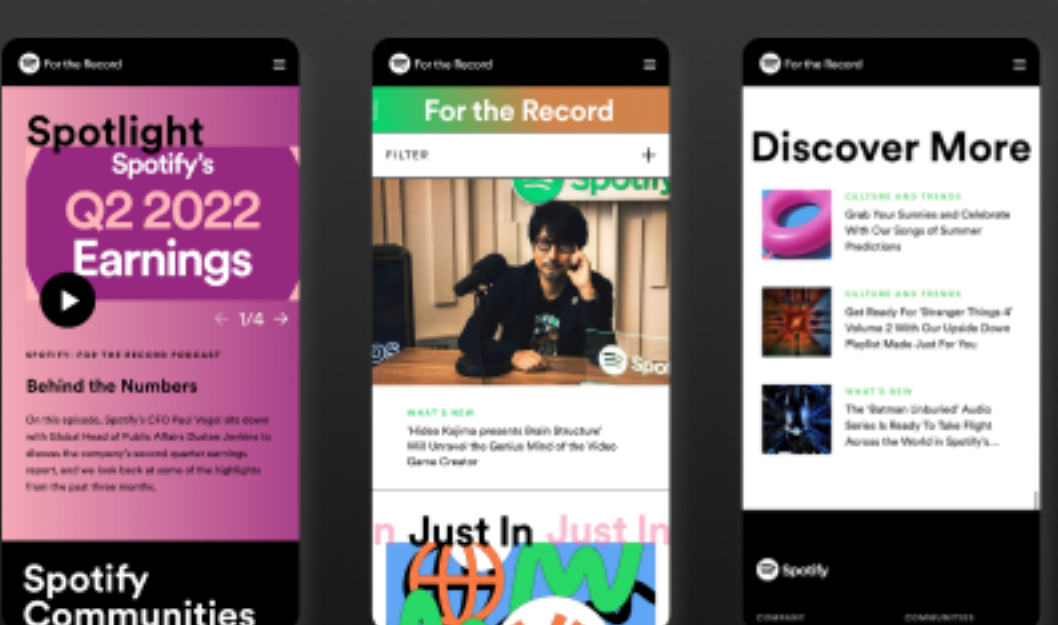 For the Record
Spotlight
Spotify's
Q2 2022
Earnings
1/4
SPOTIFY: FOR THE RECORD PODCAST
Behind the Numbers
On this episode, Spotify's CFO Paul Vogel sits down
with Global Head of Public Affairs Dustee Jenkins to
discuss the company's second quarter earnings
report, and we look back at some of the highlights
from the past three months.
Spotify
Communities
For the Record
For the Record
FILTER
Spotify
Spo
WHAT'S NEW
'Hideo Kojima presents Brain Structure'
Will Unravel the Genius Mind of the Video
Game Creator
n Just In Just In
For the Record
Discover More
CULTURE AND TRENDS
Grab Your Sunnies and Celebrate
With Our Songs of Summer
Predictions
CULTURE AND TRENDS
Get Ready For 'Stranger Things 4'
Volume 2 With Our Upside Down
Playlist Made Just For You
WHAT'S NEW
The 'Batman Unburied' Audio
Series Is Ready To Take Flight
Across the World in Spotify's...
Spotify
COMPANY COMMUNITIES